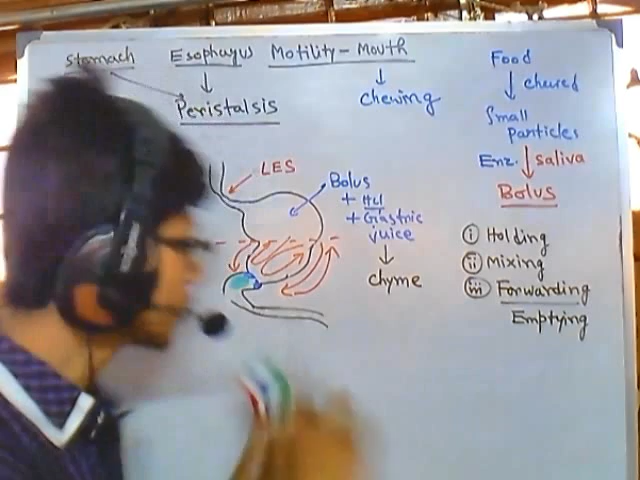 Stomach Esophagus Motility - Mouth
Peristalsis
chewing
Food
chewed
Small
particles
Enz. saliva
Bolus
LES
Bolus
+ Hcl
+ Gastric
juice
chyme
i Holding
ii Mixing
iii Forwarding
Emptying